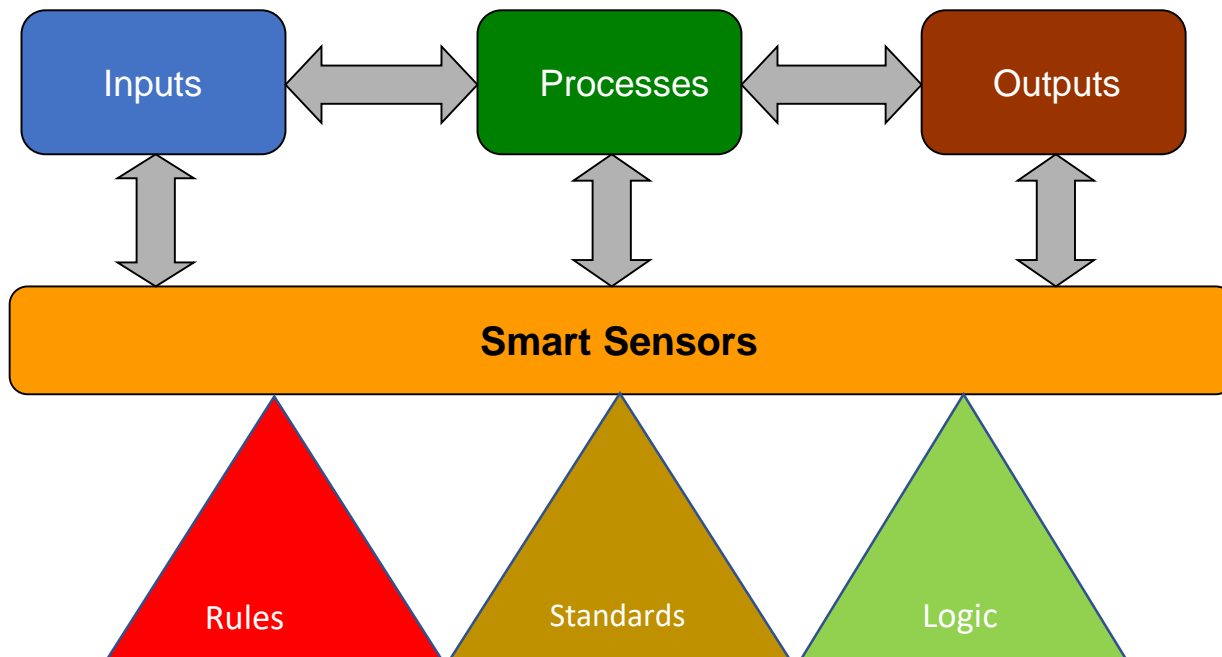 Inputs
Processes
Outputs
Smart Sensors
Rules
Standards
Logic